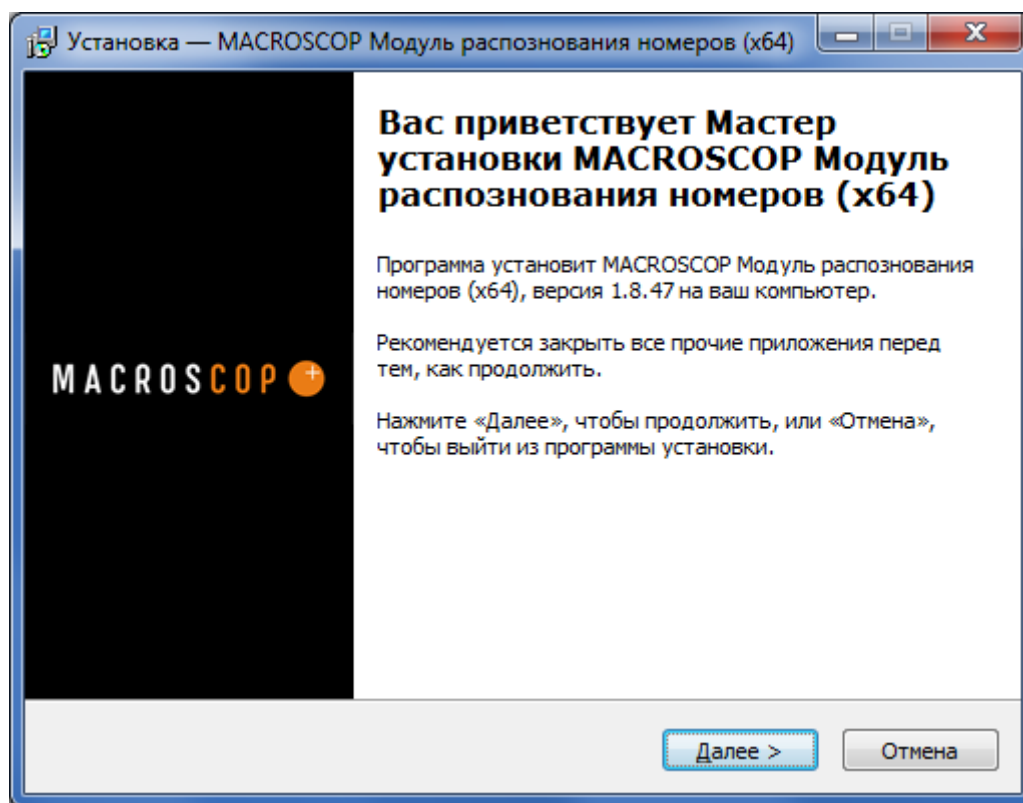 Установка — MACROSCOP Модуль распознования номеров (x64)
Вас приветствует Мастер
установки MACROSCOP Модуль
распознования номеров (x64)
Программа установит MACROSCOP Модуль распознования
номеров (x64), версия 1.8.47 на ваш компьютер.
Рекомендуется закрыть все прочие приложения перед
тем, как продолжить.
Нажмите «Далее», чтобы продолжить, или «Отмена»,
чтобы выйти из программы установки.
MACROSCOP
Далее >
Отмена